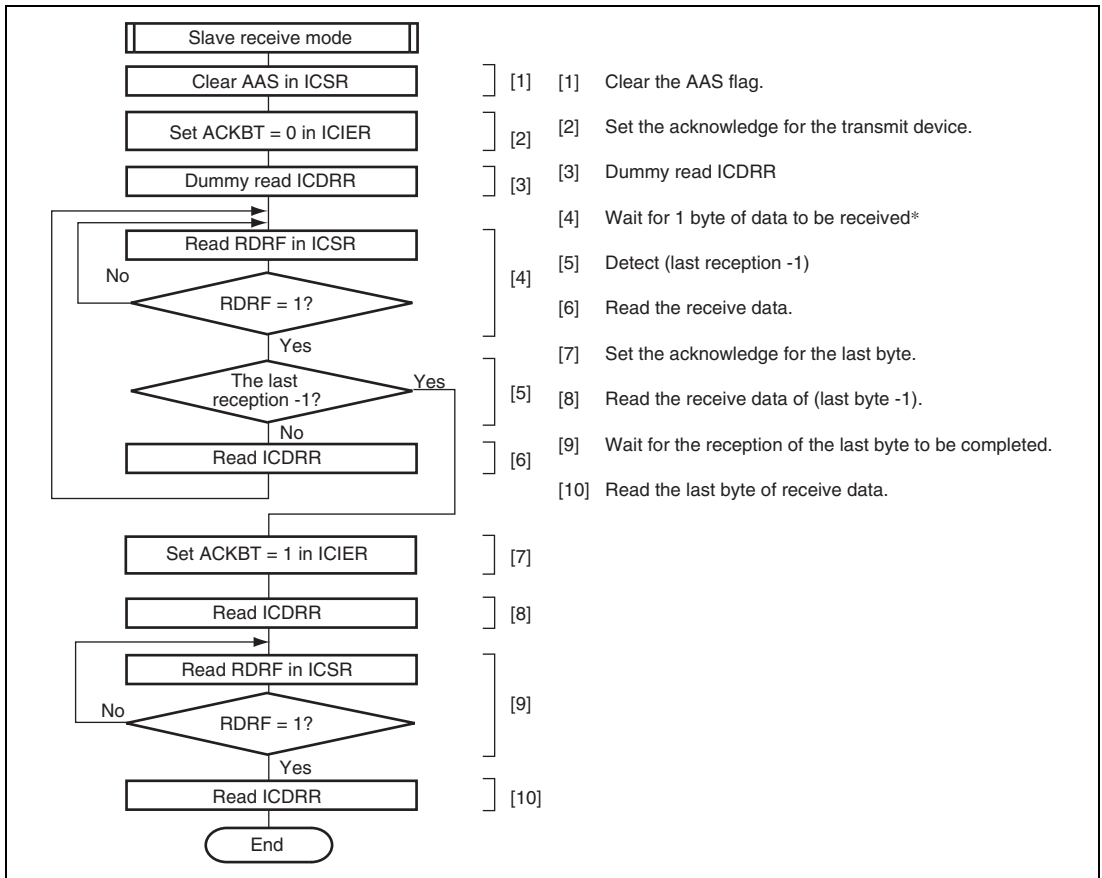 Slave receive mode
Clear AAS in ICSR
[1]
Set ACKBT = 0 in ICIER
[2]
Dummy read ICDRR
[3]
Read RDRF in ICSR
No
RDRF = 1?
[4]
Yes
The last
reception -1?
Yes
[5]
No
Read ICDRR
[6]
Set ACKBT = 1 in ICIER
[7]
Read ICDRR
[8]
Read RDRF in ICSR
No
RDRF = 1?
[9]
Yes
Read ICDRR
[10]
End
[1] Clear the AAS flag.
[2] Set the acknowledge for the transmit device.
[3] Dummy read ICDRR
[4] Wait for 1 byte of data to be received*
[5] Detect (last reception -1)
[6] Read the receive data.
[7] Set the acknowledge for the last byte.
[8] Read the receive data of (last byte -1).
[9] Wait for the reception of the last byte to be completed.
[10] Read the last byte of receive data.